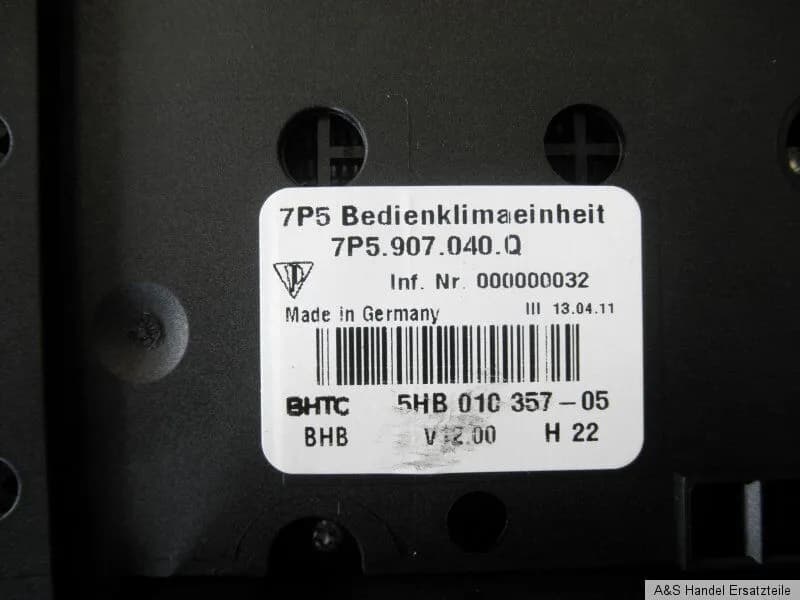 7P5 Bedienklimaeinheit
7P5.907.040.Q
Inf. Nr. 000000032
Made in Germany III 13.04.11
BHTC 5HB 010 357-05
BHB V12.00 H 22
A&S Handel Ersatzteile